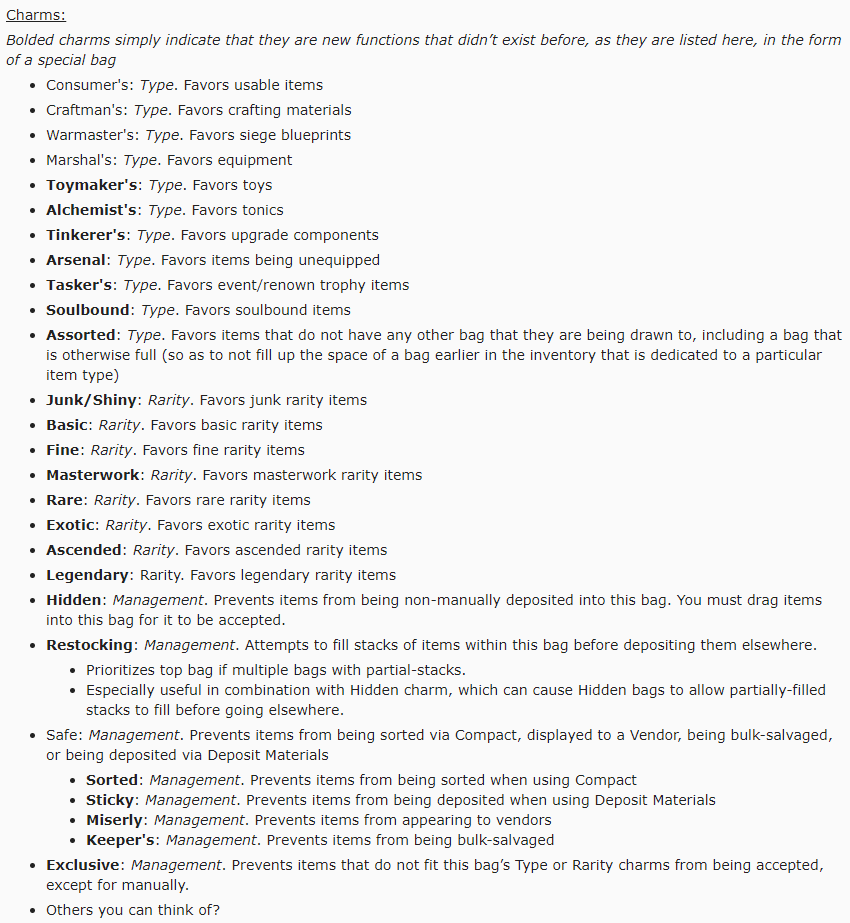 Charms:
Bolded charms simply indicate that they are new functions that didn’t exist before, as they are listed here, in the form
of a special bag
• Consumer's: Type. Favors usable items
• Craftman's: Type. Favors crafting materials
• Warmaster's: Type. Favors siege blueprints
• Marshal's: Type. Favors equipment
• Toymaker's: Type. Favors toys
• Alchemist's: Type. Favors tonics
• Tinkerer's: Type. Favors upgrade components
• Arsenal: Type. Favors items being unequipped
• Tasker's: Type. Favors event/renown trophy items
• Soulbound: Type. Favors soulbound items
• Assorted: Type. Favors items that do not have any other bag that they are being drawn to, including a bag that
is otherwise full (so as to not fill up the space of a bag earlier in the inventory that is dedicated to a particular
item type)
• Junk/Shiny: Rarity. Favors junk rarity items
• Basic: Rarity. Favors basic rarity items
• Fine: Rarity. Favors fine rarity items
• Masterwork: Rarity. Favors masterwork rarity items
• Rare: Rarity. Favors rare rarity items
• Exotic: Rarity. Favors exotic rarity items
• Ascended: Rarity. Favors ascended rarity items
• Legendary: Rarity. Favors legendary rarity items
• Hidden: Management. Prevents items from being non-manually deposited into this bag. You must drag items
into this bag for it to be accepted.
• Restocking: Management. Attempts to fill stacks of items within this bag before depositing them elsewhere.
• Prioritizes top bag if multiple bags with partial-stacks.
• Especially useful in combination with Hidden charm, which can cause Hidden bags to allow partially-filled
stacks to fill before going elsewhere.
• Safe: Management. Prevents items from being sorted via Compact, displayed to a Vendor, being bulk-salvaged,
or being deposited via Deposit Materials
• Sorted: Management. Prevents items from being sorted when using Compact
• Sticky: Management. Prevents items from being deposited when using Deposit Materials
• Miserly: Management. Prevents items from appearing to vendors
• Keeper's: Management. Prevents items from being bulk-salvaged
• Exclusive: Management. Prevents items that do not fit this bag’s Type or Rarity charms from being accepted,
except for manually.
• Others you can think of?